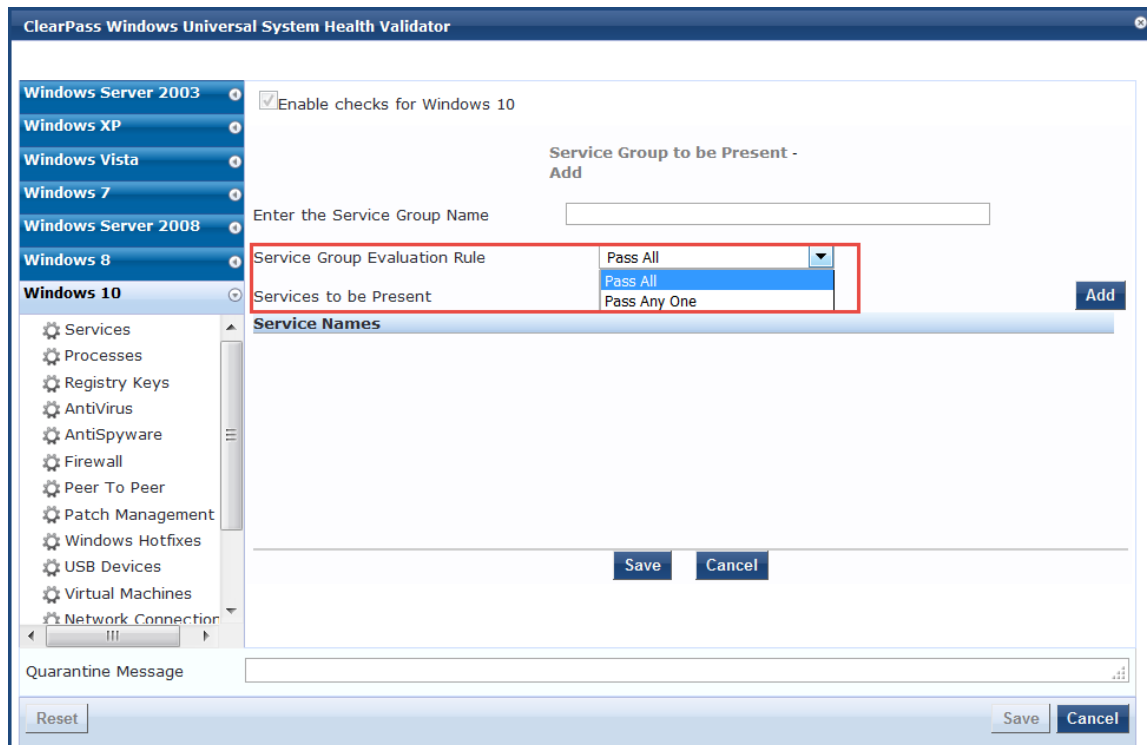 ClearPass Windows Universal System Health Validator
Windows Server 2003
Windows XP
Windows Vista
Windows 7
Windows Server 2008
Windows 8
Windows 10
Services
Processes
Registry Keys
AntiVirus
AntiSpyware
Firewall
Peer To Peer
Patch Management
Windows Hotfixes
USB Devices
Virtual Machines
Network Connection
Enable checks for Windows 10
Service Group to be Present -
Add
Enter the Service Group Name
Service Group Evaluation Rule Pass All
Pass All
Services to be Present Pass Any One Add
Service Names
Save Cancel
Quarantine Message
Reset Save Cancel